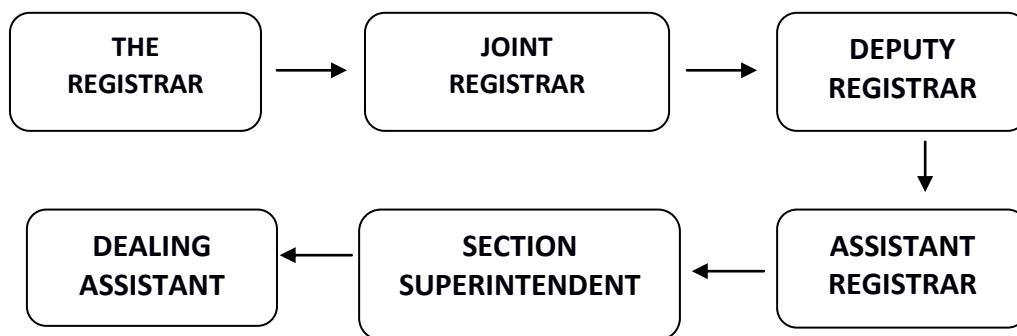 THE
REGISTRAR
JOINT
REGISTRAR
DEPUTY
REGISTRAR
ASSISTANT
REGISTRAR
SECTION
SUPERINTENDENT
DEALING
ASSISTANT